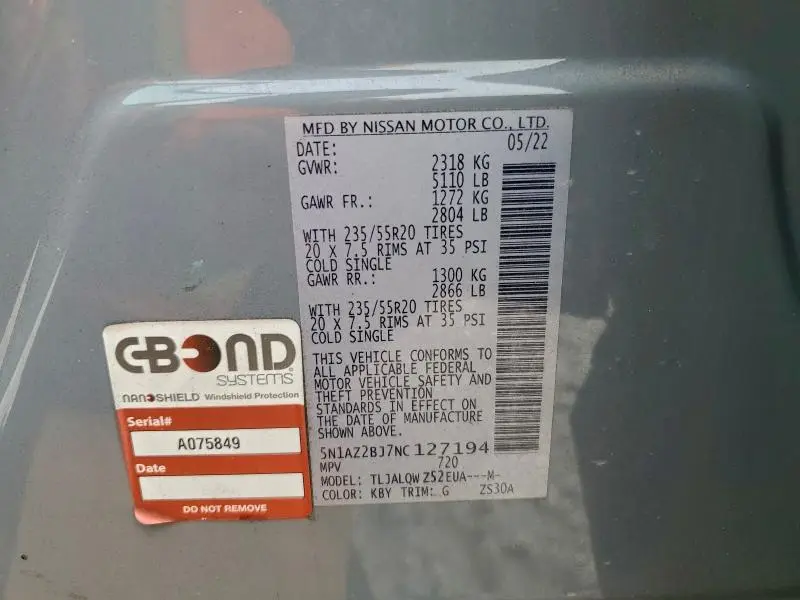 MFD BY NISSAN MOTOR CO., LTD.
DATE: 05/22
GVWR: 2318 KG
5110 LB
GAWR FR.: 1272 KG
2804 LB
WITH 235/55R20 TIRES
20 X 7.5 RIMS AT 35 PSI
COLD SINGLE
GAWR RR.: 1300 KG
2866 LB
WITH 235/55R20 TIRES
20 X 7.5 RIMS AT 35 PSI
COLD SINGLE
THIS VEHICLE CONFORMS TO
ALL APPLICABLE FEDERAL
MOTOR VEHICLE SAFETY AND
THEFT PREVENTION
STANDARDS IN EFFECT ON
THE DATE OF MANUFACTURE
SHOWN ABOVE.
5N1AZ2BJ7NC127194
MPV 720
MODEL: TLJALQWZ52EUA---M-
COLOR: KBY TRIM: G ZS30A
C-BOND
SYSTEMS
NANOSHIELD Windshield Protection
Serial#
A075849
Date
DO NOT REMOVE